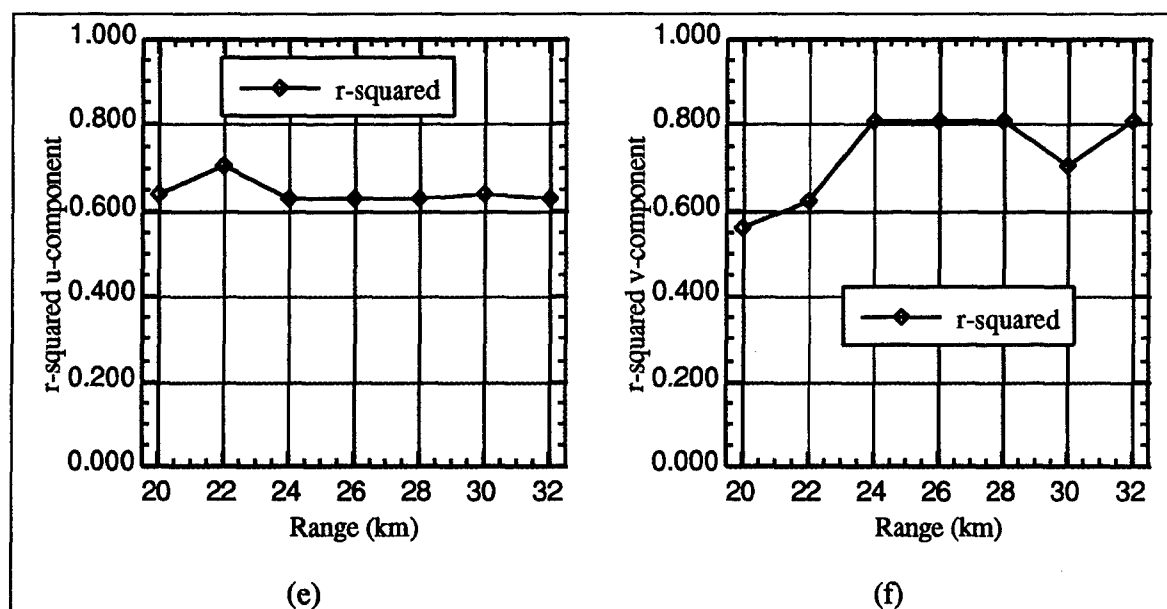 r-squared u-component
1.000
0.800
0.600
0.400
0.200
0.000
r-squared
20 22 24 26 28 30 32
Range (km)
(e)
r-squared v-component
1.000
0.800
0.600
0.400
0.200
0.000
r-squared
20 22 24 26 28 30 32
Range (km)
(f)